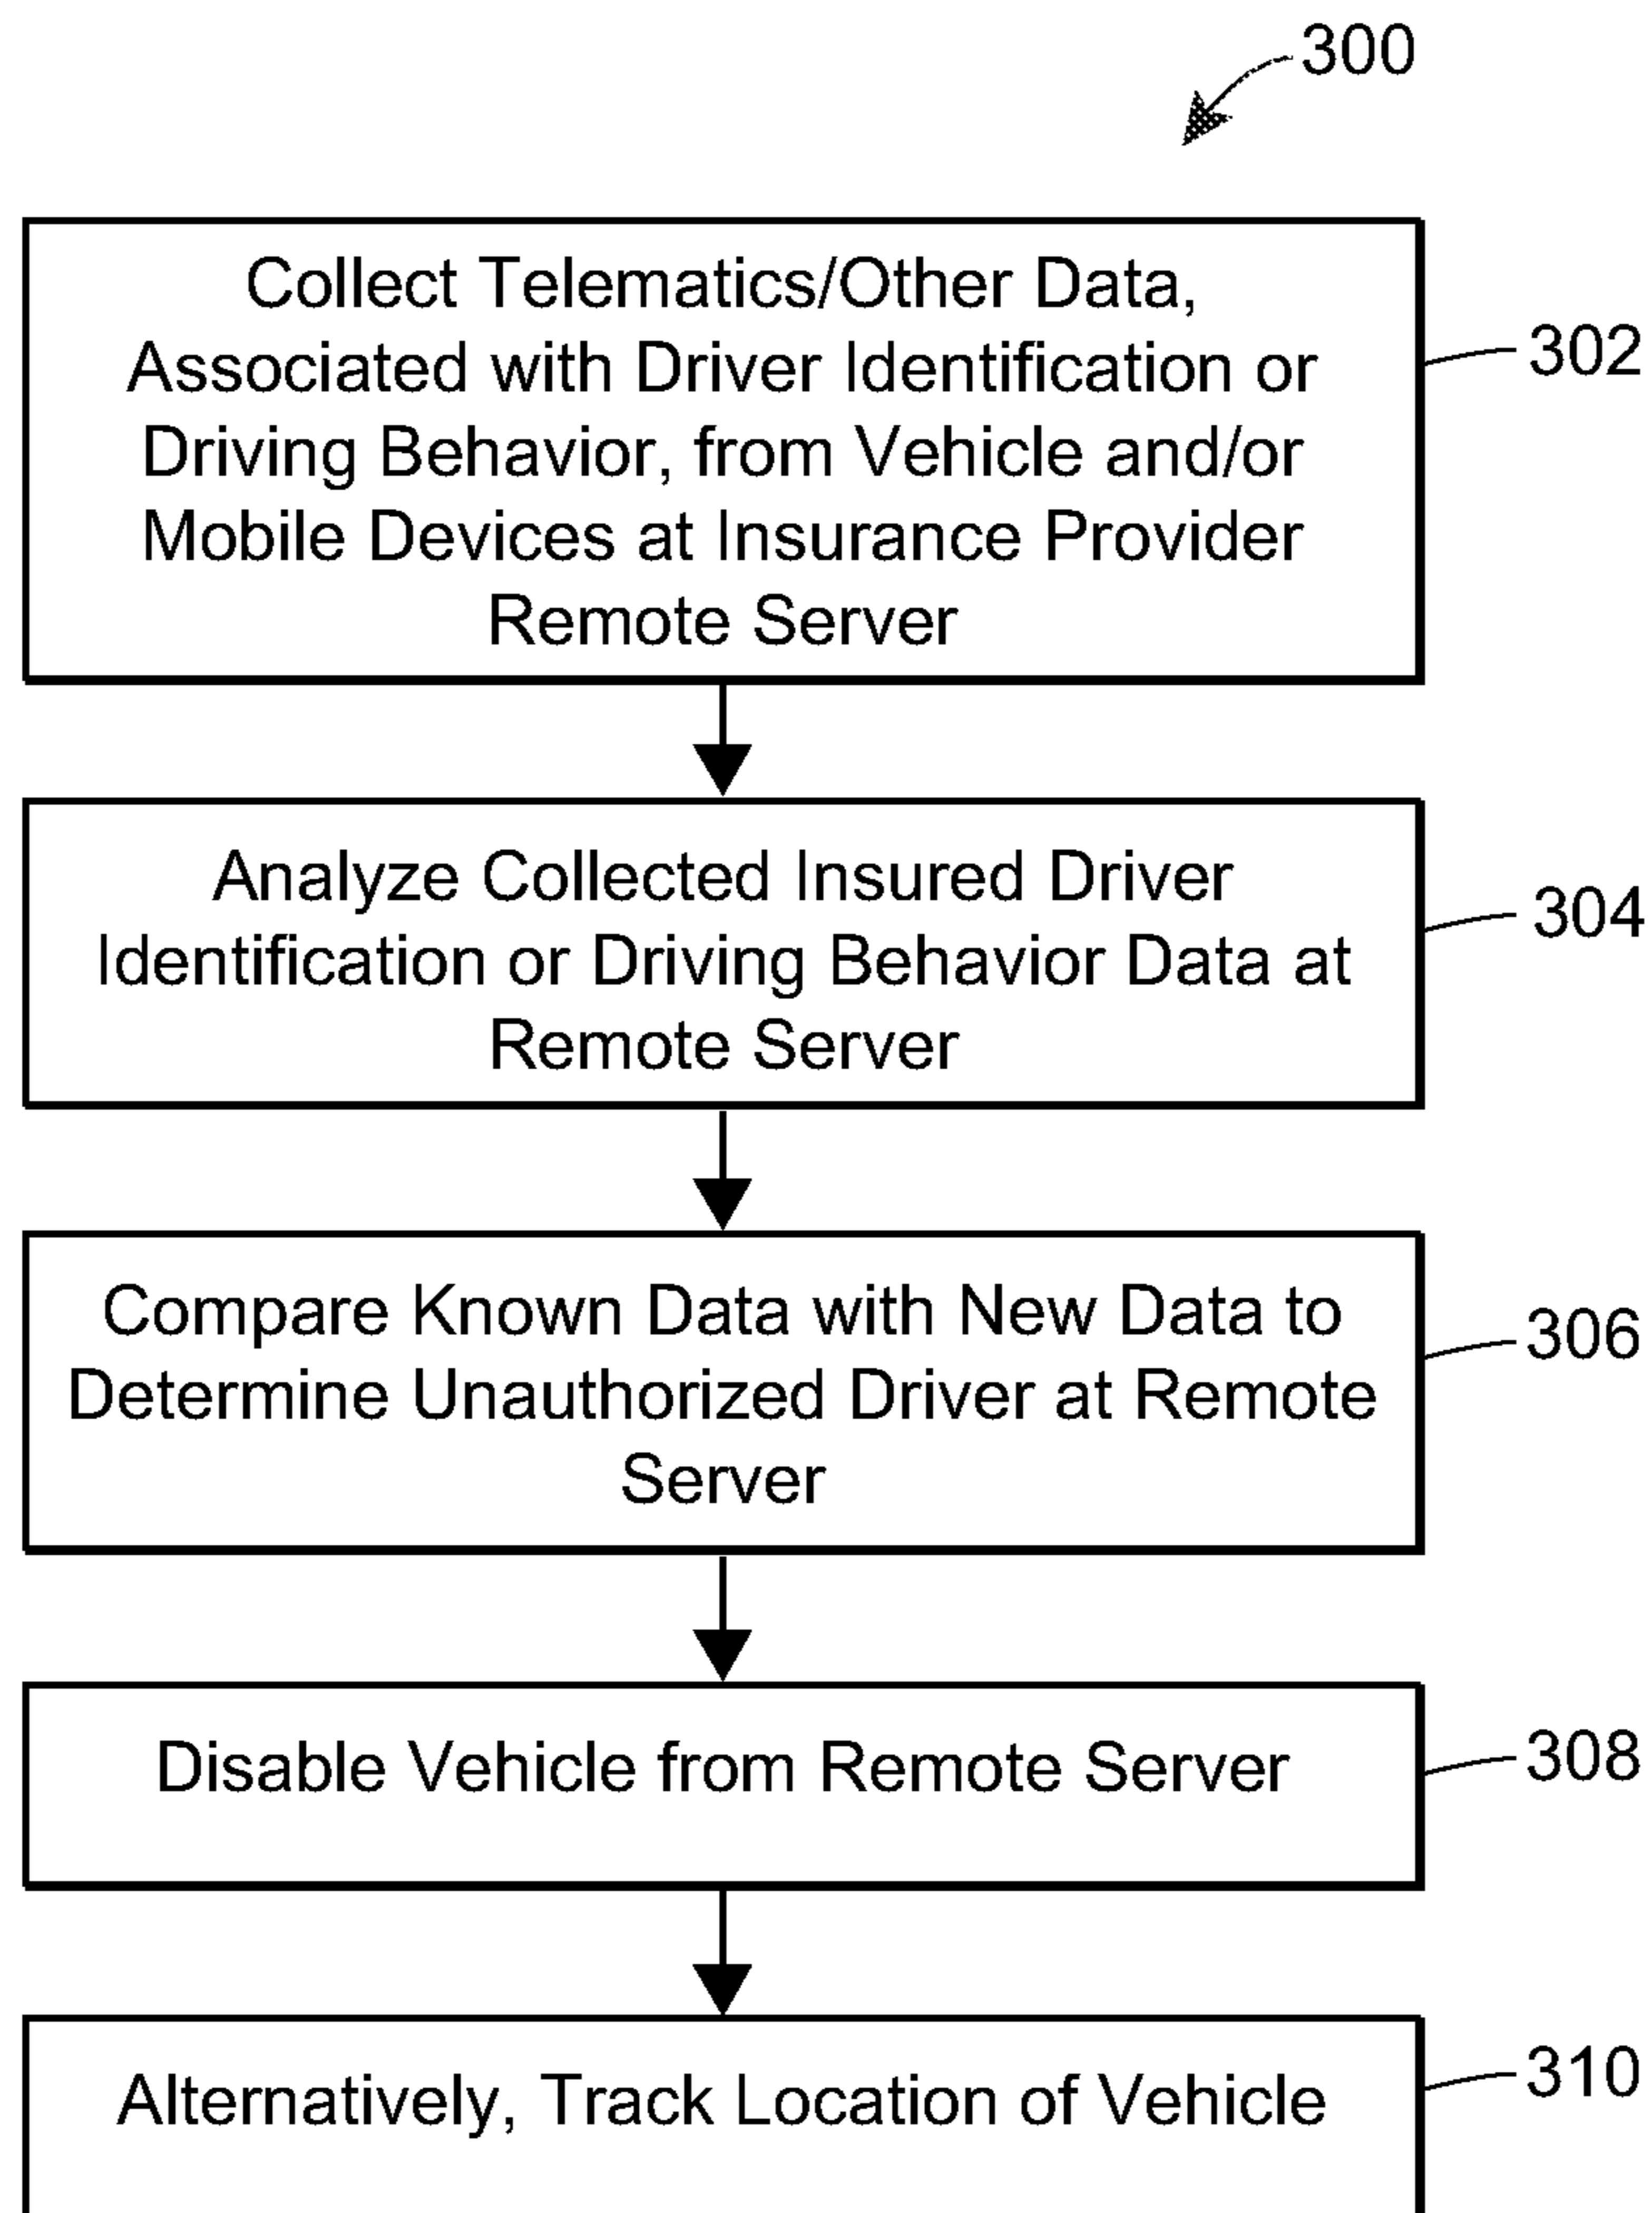 300
Collect Telematics/Other Data,
Associated with Driver Identification or
Driving Behavior, from Vehicle and/or
Mobile Devices at Insurance Provider
Remote Server
302
Analyze Collected Insured Driver
Identification or Driving Behavior Data at
Remote Server
304
Compare Known Data with New Data to
Determine Unauthorized Driver at Remote
Server
306
Disable Vehicle from Remote Server
308
Alternatively, Track Location of Vehicle
310